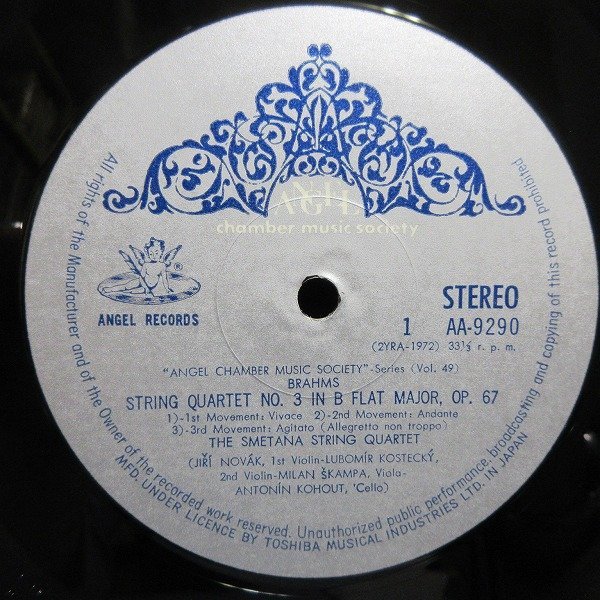 ANGEL
chamber music society
®
ANGEL RECORDS
STEREO
1 AA-9290
(2YRA-1972) 33⅓ r. p. m.
"ANGEL CHAMBER MUSIC SOCIETY"-Series (Vol. 49)
BRAHMS
STRING QUARTET NO. 3 IN B FLAT MAJOR, OP. 67
1)-1st Movement: Vivace 2)-2nd Movement: Andante
3)-3rd Movement: Agitato (Allegretto non troppo)
THE SMETANA STRING QUARTET
(JIŘÍ NOVÁK, 1st Violin-LUBOMÍR KOSTECKÝ,
2nd Violin-MILAN ŠKAMPA, Viola-
ANTONÍN KOHOUT, 'Cello)
All rights of the Manufacturer and of the Owner of the recorded work reserved. Unauthorized public performance, broadcasting and copying of this record prohibited
MFD. UNDER LICENCE BY TOSHIBA MUSICAL INDUSTRIES LTD. IN JAPAN